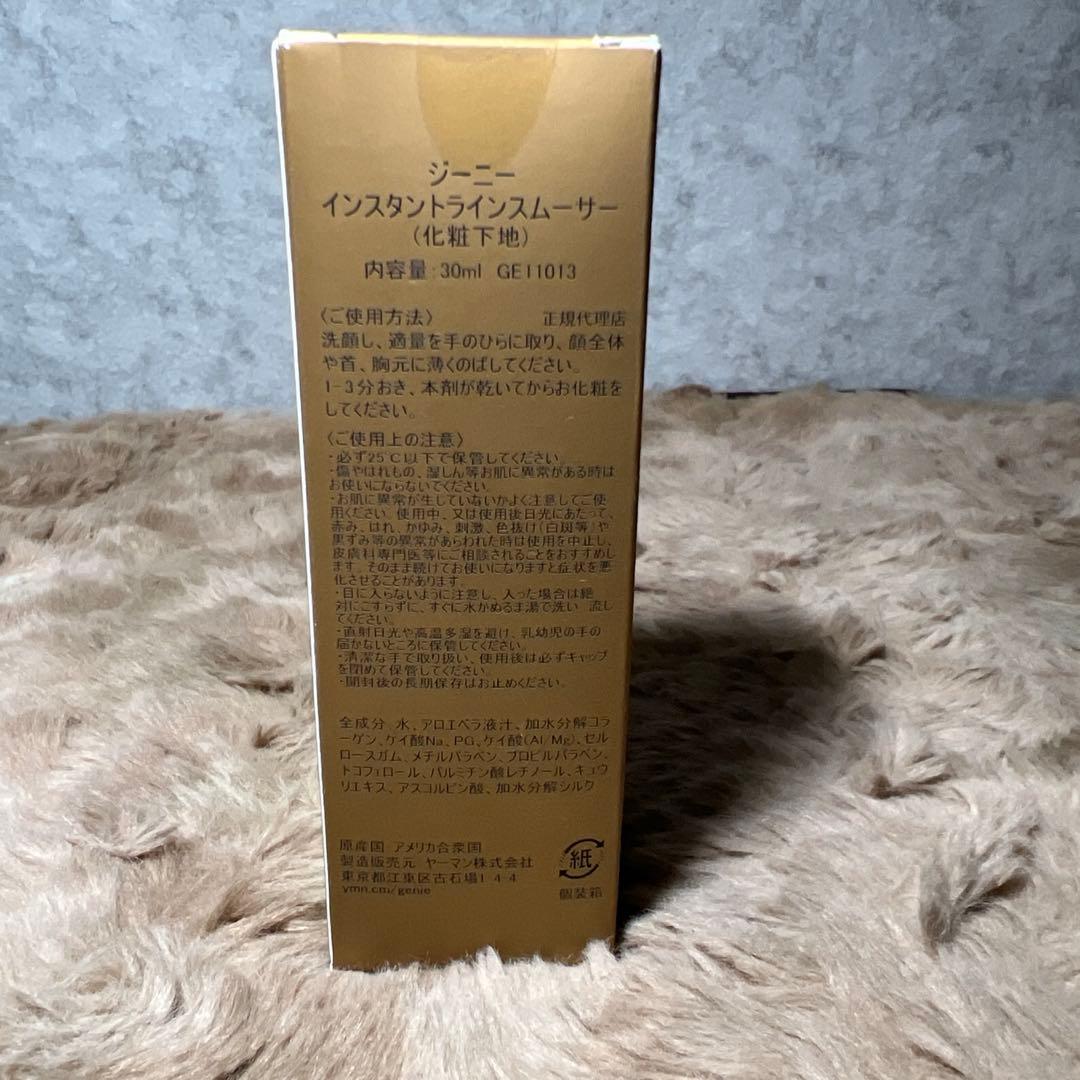 ジーニー
インスタントラインスムーサー
(化粧下地)
内容量:30ml GE11013
〈ご使用方法〉 正規代理店
洗顔し、適量を手のひらに取り、顔全体
や首、胸元に薄くのばしてください。
1-3分おき、本剤が乾いてからお化粧を
してください。
〈ご使用上の注意〉
・必ず25℃以下で保管してください。
・傷やはれもの、湿しん等お肌に異常がある時は
お使いにならないでください。
・お肌に異常が生じていないかよく注意してご使
用ください。使用中、又は使用後日光にあたって、
赤み、はれ、かゆみ、刺激、色抜け(白斑等)や
黒ずみ等の異常があらわれた時は使用を中止し、
皮膚科専門医等にご相談されることをおすすめし
ます。そのまま続けてお使いになりますと症状を悪
化させることがあります。
・目に入らないように注意し、入った場合は絶
対にこすらずに、すぐに水かぬるま湯で洗い 流し
てください。
・直射日光や高温多湿を避け、乳幼児の手の
届かないところに保管してください。
・清潔な手で取り扱い、使用後は必ずキャップ
を閉めて保管してください。
・開封後の長期保存はお止めください。
全成分 水、アロエベラ液汁、加水分解コラ
ーゲン、ケイ酸Na、PG、ケイ酸(Al/Mg)、セル
ロースガム、メチルパラベン、プロピルパラベン、
トコフェロール、パルミチン酸レチノール、キュウ
リエキス、アスコルビン酸、加水分解シルク
原産国 アメリカ合衆国
製造販売元 ヤーマン株式会社
東京都江東区古石場1-4-4
ymn.cm/genie
紙
個装箱